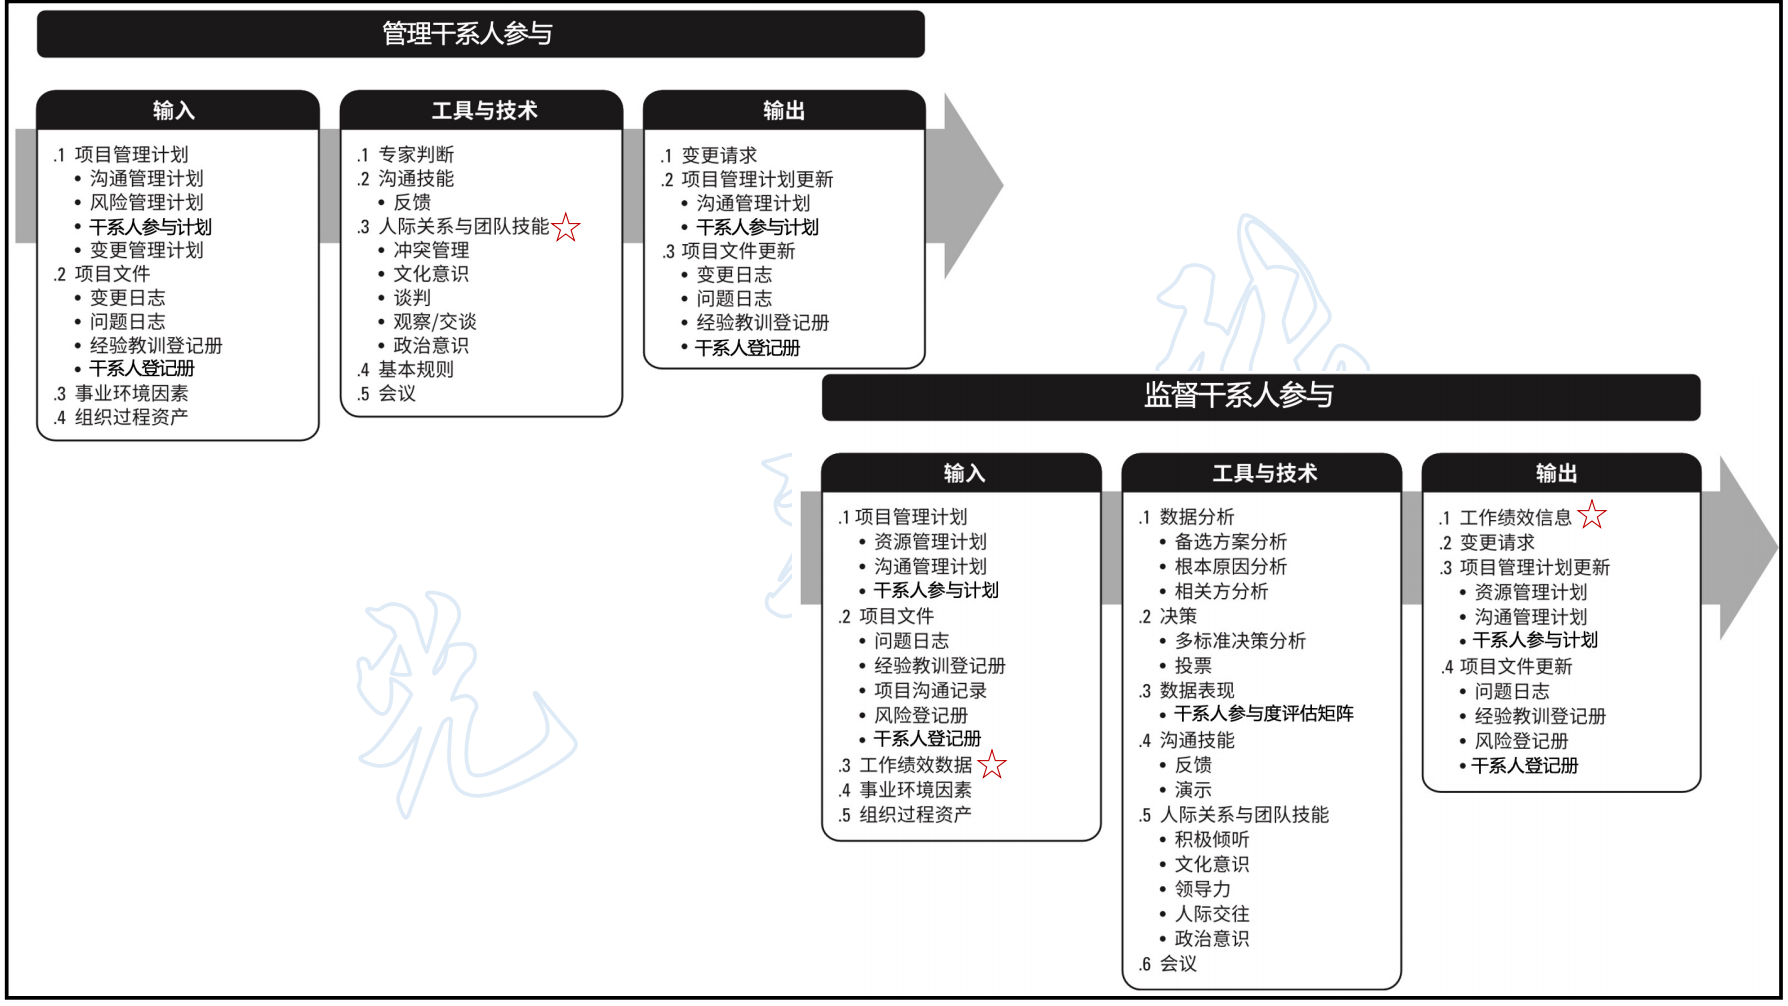 管理干系人参与
输入
.1 项目管理计划
• 沟通管理计划
• 风险管理计划
• 干系人参与计划
• 变更管理计划
.2 项目文件
• 变更日志
• 问题日志
• 经验教训登记册
• 干系人登记册
.3 事业环境因素
.4 组织过程资产
工具与技术
.1 专家判断
.2 沟通技能
• 反馈
.3 人际关系与团队技能
• 冲突管理
• 文化意识
• 谈判
• 观察/交谈
• 政治意识
.4 基本规则
.5 会议
输出
.1 变更请求
.2 项目管理计划更新
• 沟通管理计划
• 干系人参与计划
.3 项目文件更新
• 变更日志
• 问题日志
• 经验教训登记册
• 干系人登记册
监督干系人参与
输入
.1 项目管理计划
• 资源管理计划
• 沟通管理计划
• 干系人参与计划
.2 项目文件
• 问题日志
• 经验教训登记册
• 项目沟通记录
• 风险登记册
• 干系人登记册
.3 工作绩效数据
.4 事业环境因素
.5 组织过程资产
工具与技术
.1 数据分析
• 备选方案分析
• 根本原因分析
• 相关方分析
.2 决策
• 多标准决策分析
• 投票
.3 数据表现
• 干系人参与度评估矩阵
.4 沟通技能
• 反馈
• 演示
.5 人际关系与团队技能
• 积极倾听
• 文化意识
• 领导力
• 人际交往
• 政治意识
.6 会议
输出
.1 工作绩效信息
.2 变更请求
.3 项目管理计划更新
• 资源管理计划
• 沟通管理计划
• 干系人参与计划
.4 项目文件更新
• 问题日志
• 经验教训登记册
• 风险登记册
• 干系人登记册